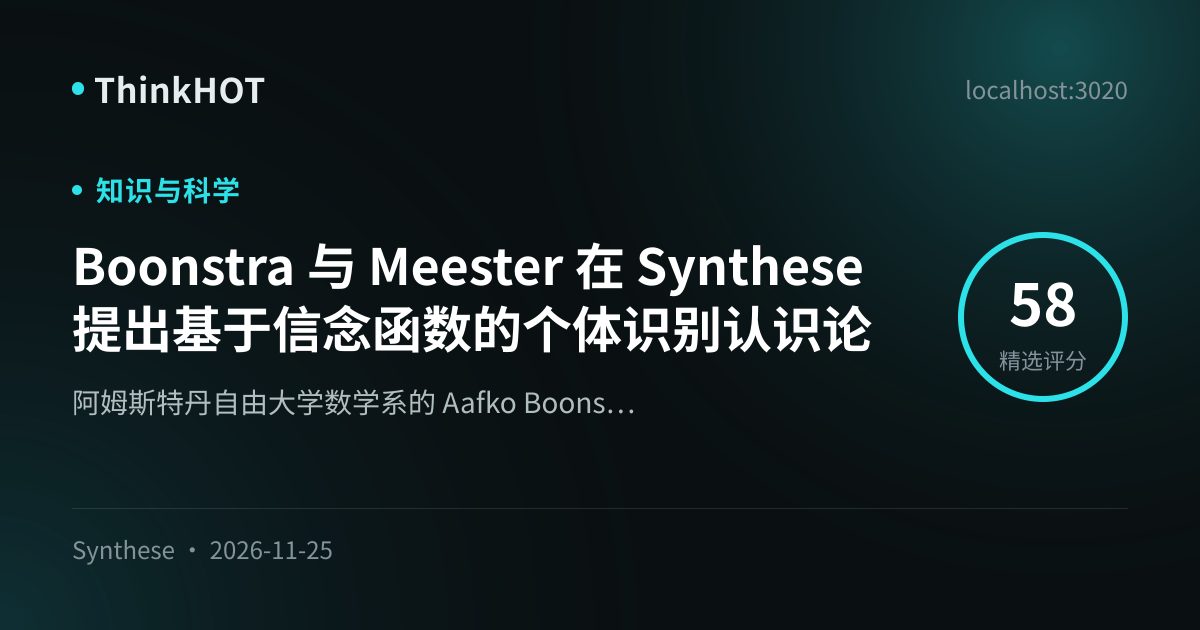 ThinkHOT
localhost:3020
知识与科学
Boonstra 与 Meester 在 Synthese
提出基于信念函数的个体识别认识论
58
精选评分
阿姆斯特丹自由大学数学系的 Aafko Boons…
Synthese · 2026-11-25